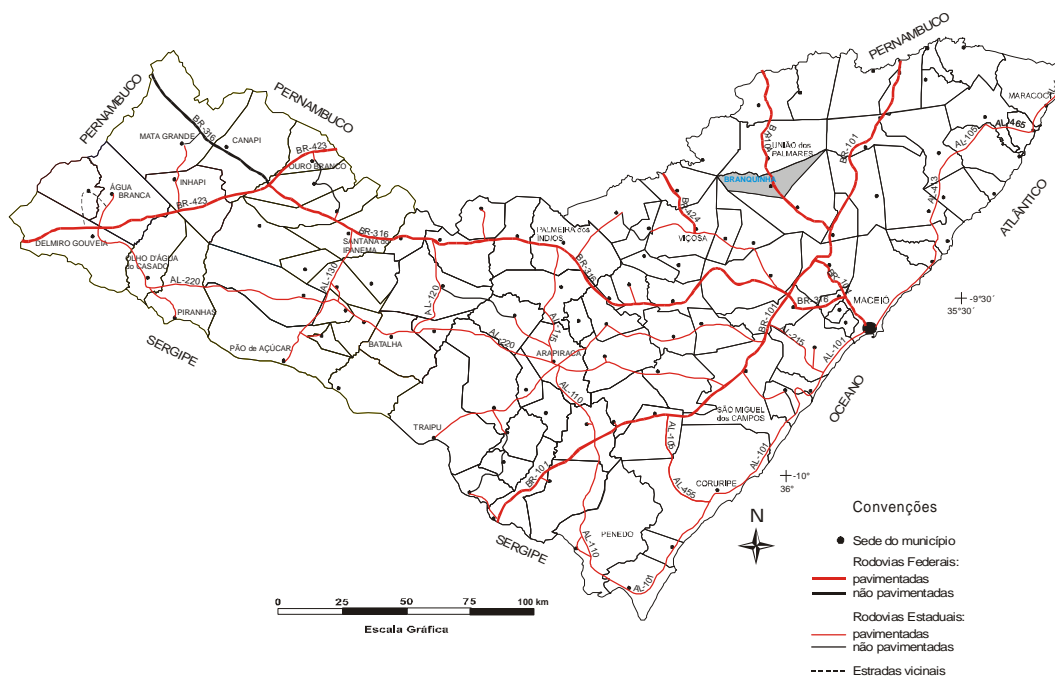 PERNAMBUCO
PERNAMBUCO
PERNAMBUCO
MARACOGI
AL-465
AL-105
AL-413
BR-101
UNIÃO dos
PALMARES
BRANQUINHA
BR-316
MATA GRANDE
CANAPI
BR-423
OURO BRANCO
INHAPI
ÁGUA
BRANCA
BR-423
DELMIRO GOUVEIA
OLHO D'ÁGUA
do CASADO
AL-220
PIRANHAS
SERGIPE
BR-316
SANTANA do
IPANEMA
AL-130
AL-120
PALMEIRA dos
ÍNDIOS
BR-316
BR-424
VIÇOSA
ATLÂNTICO
BR-104
BR-316
MACEIÓ
-9°30´
35°30´
BR-101
AL-215
AL-101
PÃO de AÇÚCAR
BATALHA
AL-220
AL-115
ARAPIRACA
AL-110
OCEANO
TRAIPU
SÃO MIGUEL
dos CAMPOS
AL-101
AL-455
CORURIPE
-10°
36°
BR-101
SERGIPE
PENEDO
AL-110
AL-101
N
Convenções
Sede do município
Rodovias Federais:
pavimentadas
não pavimentadas
Rodovias Estaduais:
pavimentadas
não pavimentadas
Estradas vicinais
0 25 50 75 100 km
Escala Gráfica